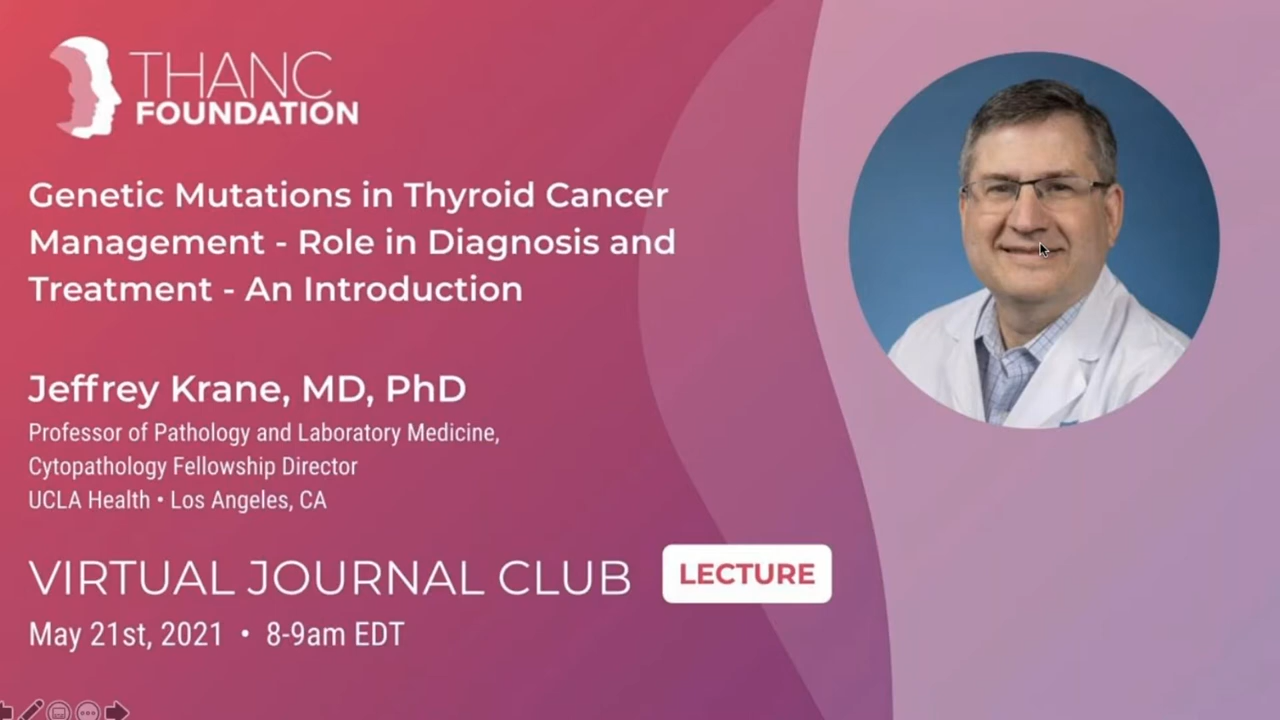 THANC
FOUNDATION
Genetic Mutations in Thyroid Cancer
Management - Role in Diagnosis and
Treatment - An Introduction
Jeffrey Krane, MD, PhD
Professor of Pathology and Laboratory Medicine,
Cytopathology Fellowship Director
UCLA Health • Los Angeles, CA
VIRTUAL JOURNAL CLUB LECTURE
May 21st, 2021 • 8-9am EDT